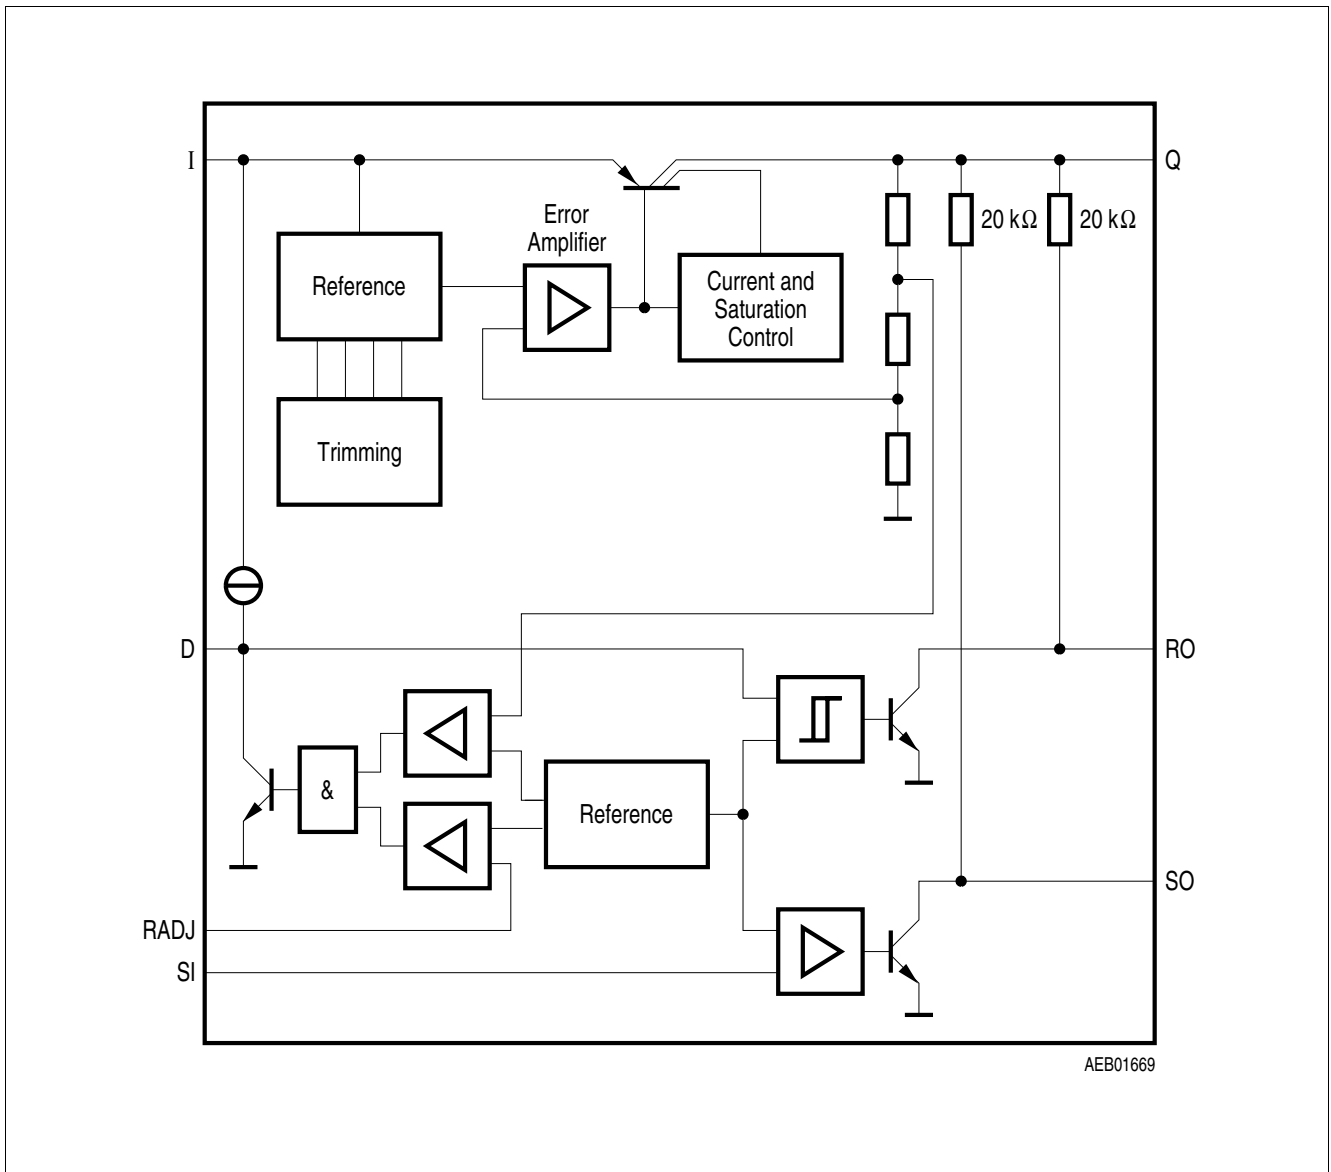 I
Q
Error
Amplifier
20 kΩ
20 kΩ
Reference
Current and
Saturation
Control
Trimming
D
RO
&
Reference
SO
RADJ
SI
AEB01669